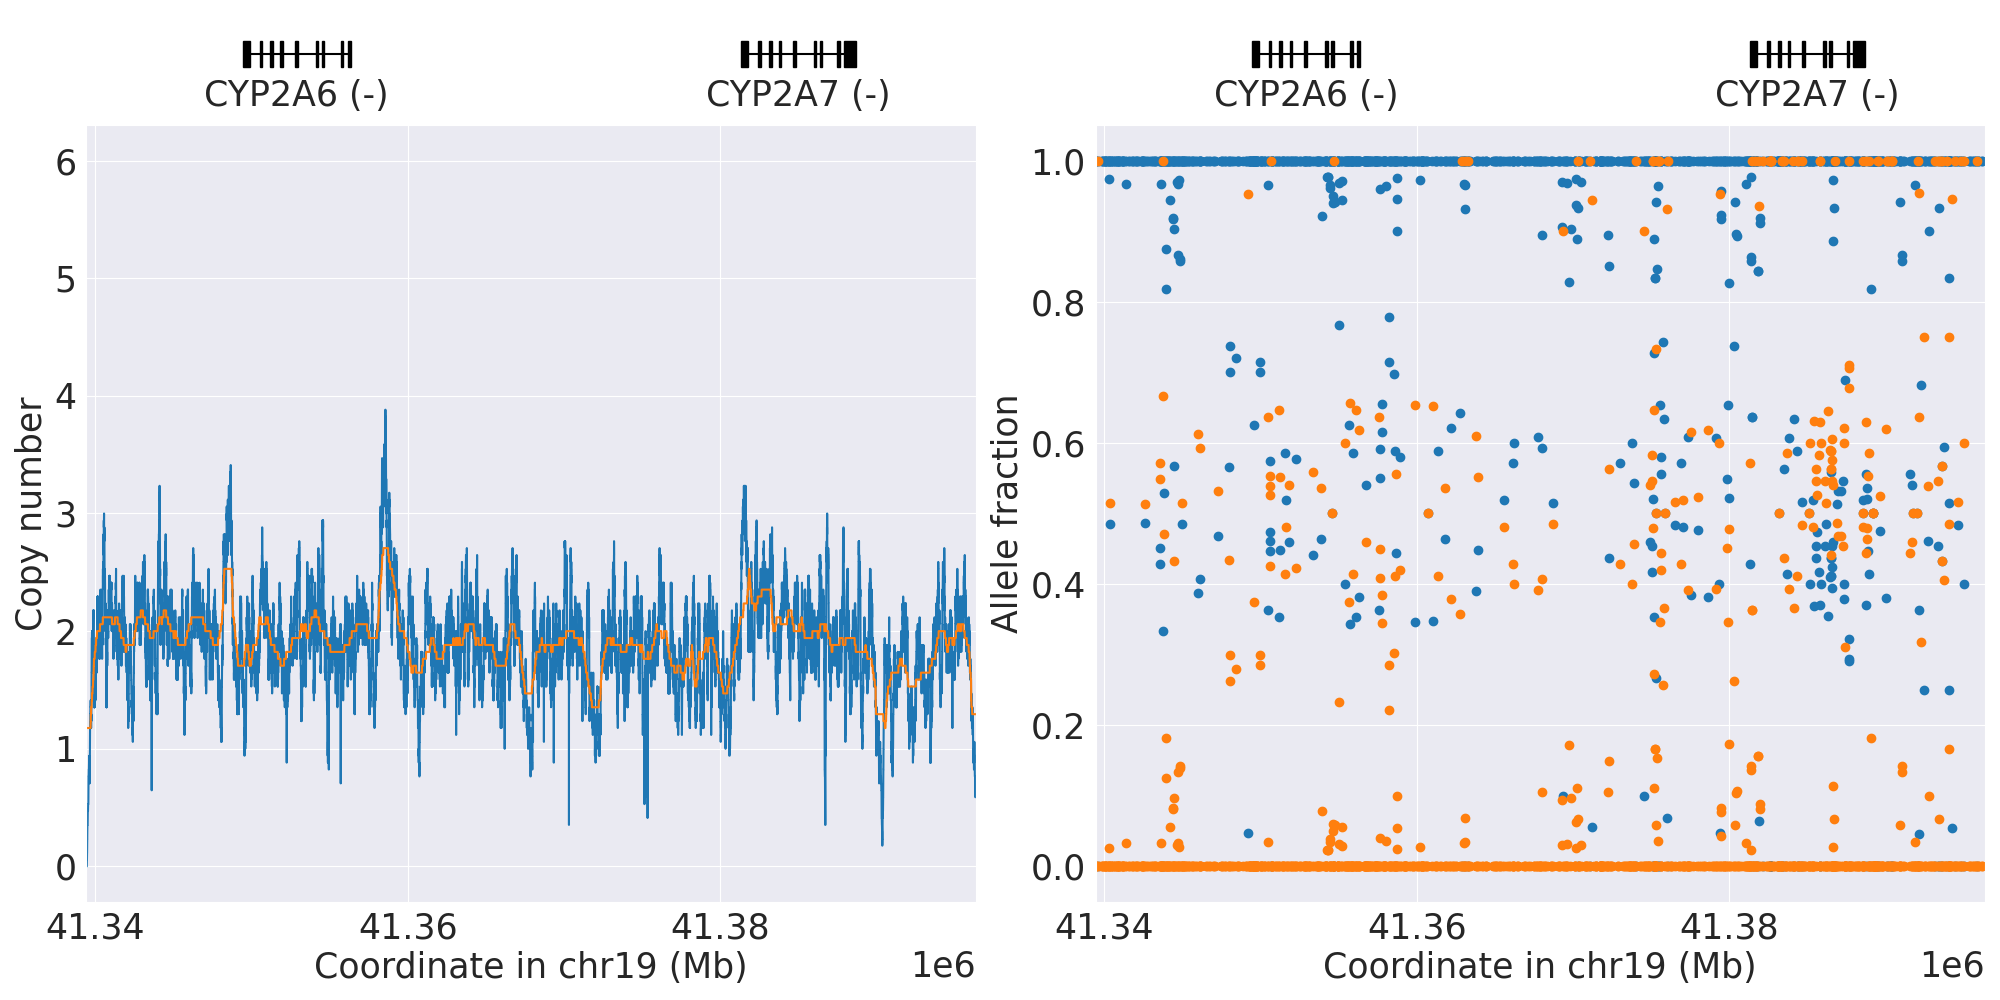 CYP2A6 (-)
CYP2A7 (-)
Copy number
6
5
4
3
2
1
0
41.34
41.36
41.38
Coordinate in chr19 (Mb)
1e6
CYP2A6 (-)
CYP2A7 (-)
Allele fraction
1.0
0.8
0.6
0.4
0.2
0.0
41.34
41.36
41.38
Coordinate in chr19 (Mb)
1e6